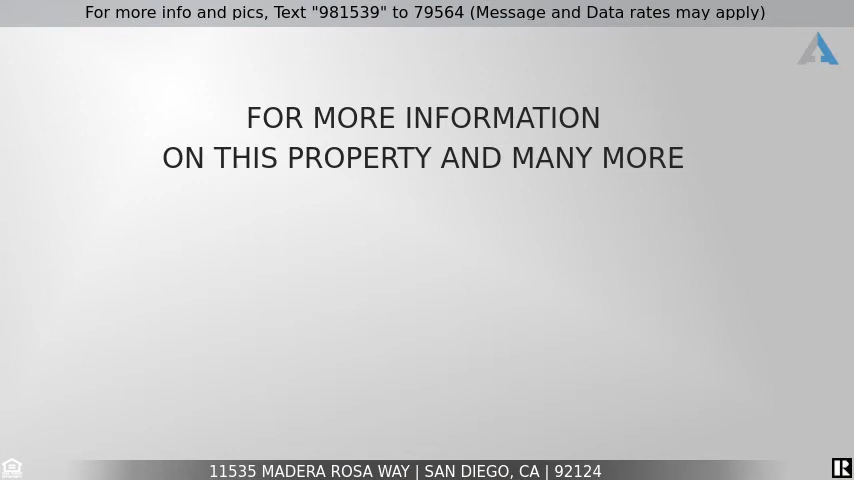 For more info and pics, Text "981539" to 79564 (Message and Data rates may apply)
FOR MORE INFORMATION
ON THIS PROPERTY AND MANY MORE
11535 MADERA ROSA WAY | SAN DIEGO, CA | 92124